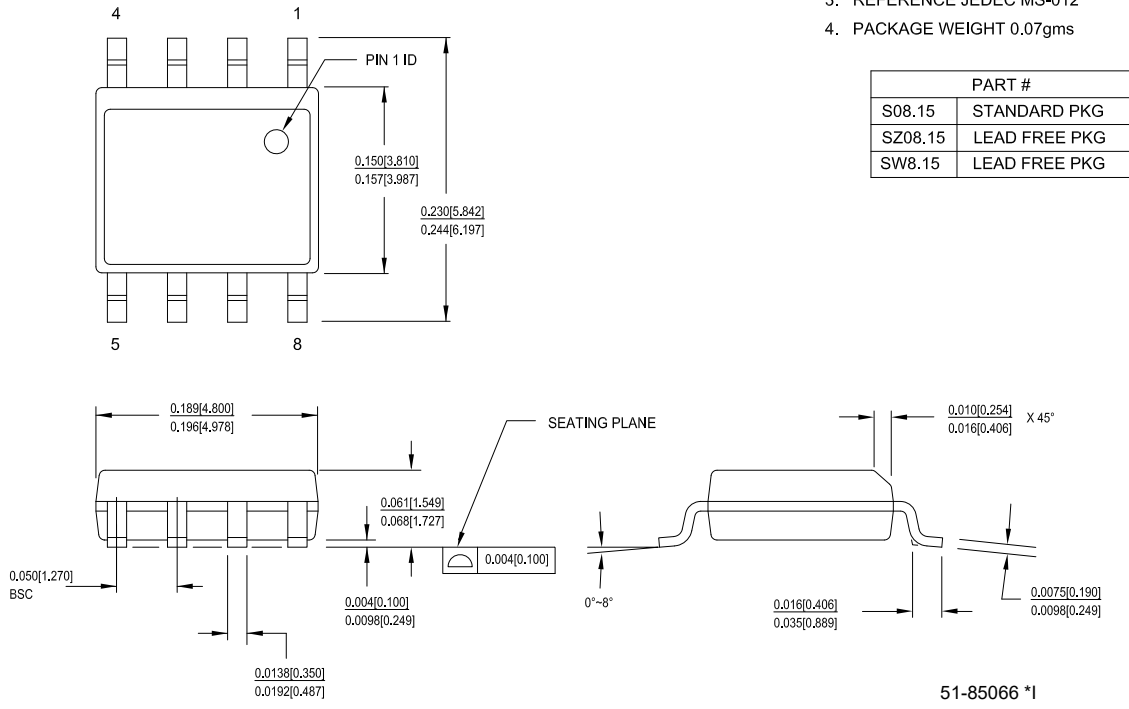 3. REFERENCE JEDEC MS-012
4. PACKAGE WEIGHT 0.07gms
PART #
S08.15 STANDARD PKG
SZ08.15 LEAD FREE PKG
SW8.15 LEAD FREE PKG
4
1
PIN 1 ID
0.150[3.810]
0.157[3.987]
0.230[5.842]
0.244[6.197]
5
8
0.189[4.800]
0.196[4.978]
SEATING PLANE
0.010[0.254]
0.016[0.406]
X 45°
0.061[1.549]
0.068[1.727]
0.004[0.100]
0.050[1.270]
BSC
0.004[0.100]
0.0098[0.249]
0°~8°
0.016[0.406]
0.035[0.889]
0.0075[0.190]
0.0098[0.249]
0.0138[0.350]
0.0192[0.487]
51-85066 *I